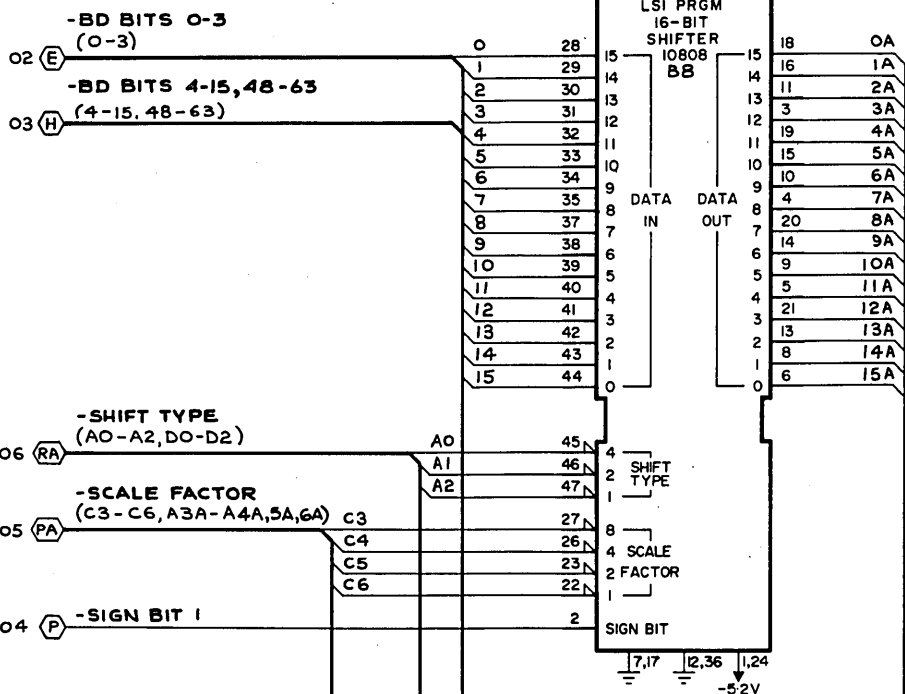 LSI PRGM
16-BIT
SHIFTER
10808
B8
-BD BITS 0-3
(0-3)
02 E
-BD BITS 4-15,48-63
(4-15, 48-63)
03 H
0 28 15 15 18 0A
1 29 14 14 16 1A
2 30 13 13 11 2A
3 31 12 12 3 3A
4 32 11 11 19 4A
5 33 10 10 15 5A
6 34 9 9 10 6A
7 35 8 8 4 7A
8 37 7 7 20 8A
9 38 6 6 14 9A
10 39 5 5 9 10A
11 40 4 4 5 11A
12 41 3 3 21 12A
13 42 2 2 13 13A
14 43 1 1 8 14A
15 44 0 0 6 15A
DATA IN
DATA OUT
-SHIFT TYPE
(A0-A2,D0-D2)
06 RA
A0 45 4
A1 46 2
A2 47 1
SHIFT
TYPE
-SCALE FACTOR
(C3-C6,A3A-A4A,5A,6A)
05 PA
C3 27 8
C4 26 4
C5 23 2
C6 22 1
SCALE
FACTOR
-SIGN BIT 1
04 P
2 SIGN BIT
7,17 12,36 1,24
-5.2V